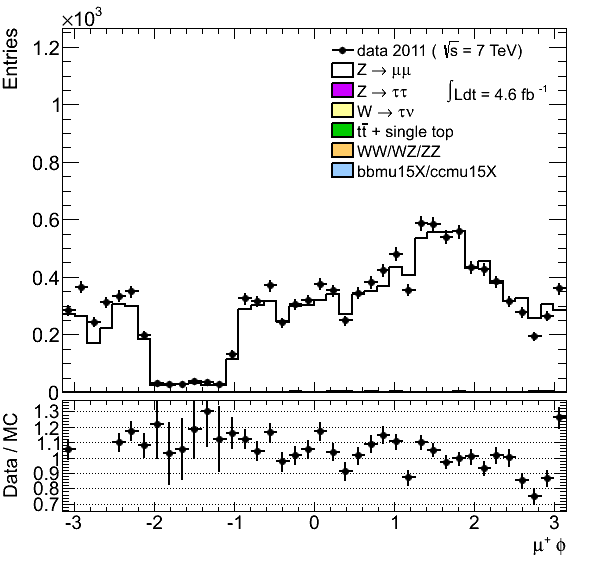 ×10³
Entries
1.2
1
0.8
0.6
0.4
0.2
0
data 2011 ( √s = 7 TeV)
Z → μμ
Z → ττ
∫Ldt = 4.6 fb⁻¹
W → τν
tt̄ + single top
WW/WZ/ZZ
bbmu15X/ccmu15X
Data / MC
1.3
1.2
1.1
1
0.9
0.8
0.7
-3 -2 -1 0 1 2 3
μ⁺ ϕ